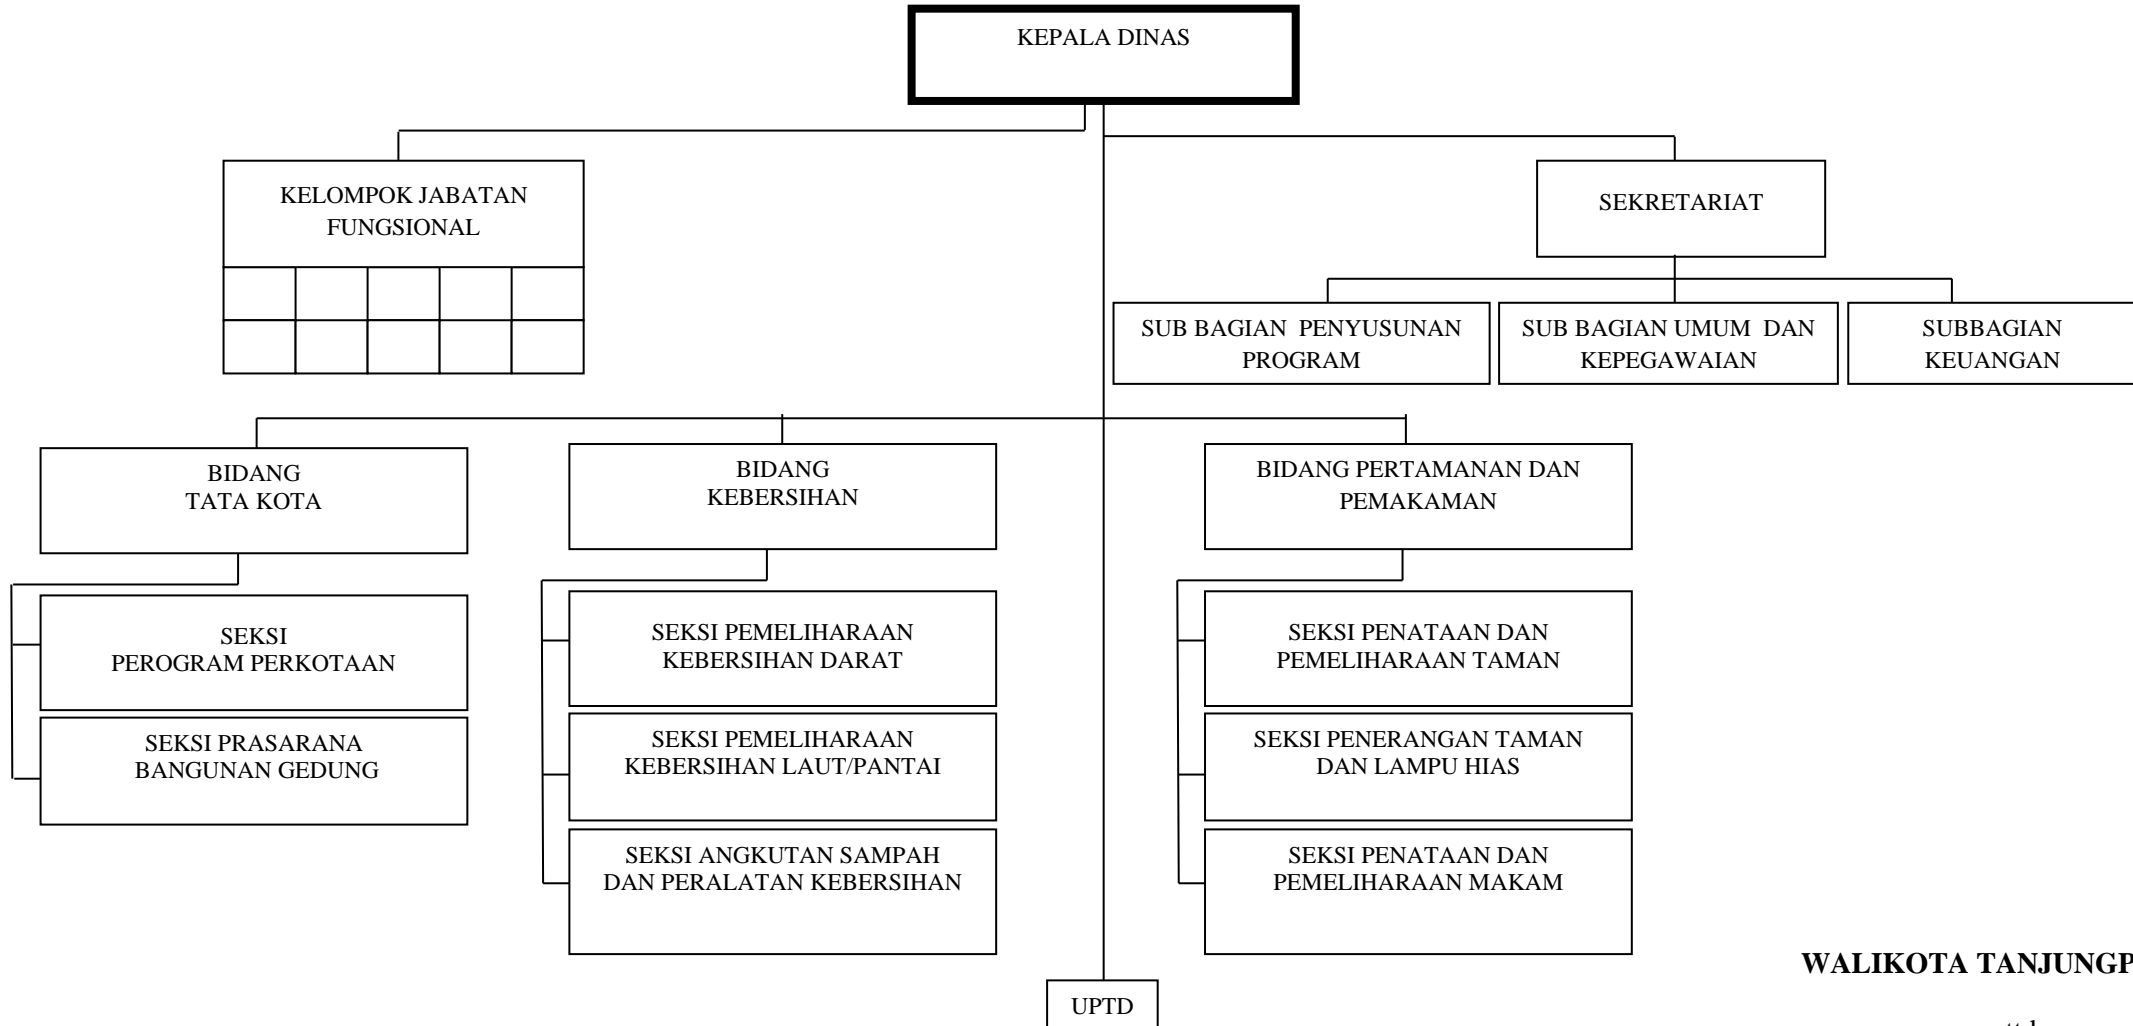 KEPALA DINAS
KELOMPOK JABATAN
FUNGSIONAL
SEKRETARIAT
SUB BAGIAN PENYUSUNAN
PROGRAM
SUB BAGIAN UMUM DAN
KEPEGAWAIAN
SUBBAGIAN
KEUANGAN
BIDANG
TATA KOTA
BIDANG
KEBERSIHAN
BIDANG PERTAMANAN DAN
PEMAKAMAN
SEKSI
PEROGRAM PERKOTAAN
SEKSI PRASARANA
BANGUNAN GEDUNG
SEKSI PEMELIHARAAN
KEBERSIHAN DARAT
SEKSI PEMELIHARAAN
KEBERSIHAN LAUT/PANTAI
SEKSI ANGKUTAN SAMPAH
DAN PERALATAN KEBERSIHAN
SEKSI PENATAAN DAN
PEMELIHARAAN TAMAN
SEKSI PENERANGAN TAMAN
DAN LAMPU HIAS
SEKSI PENATAAN DAN
PEMELIHARAAN MAKAM
UPTD
WALIKOTA TANJUNGP